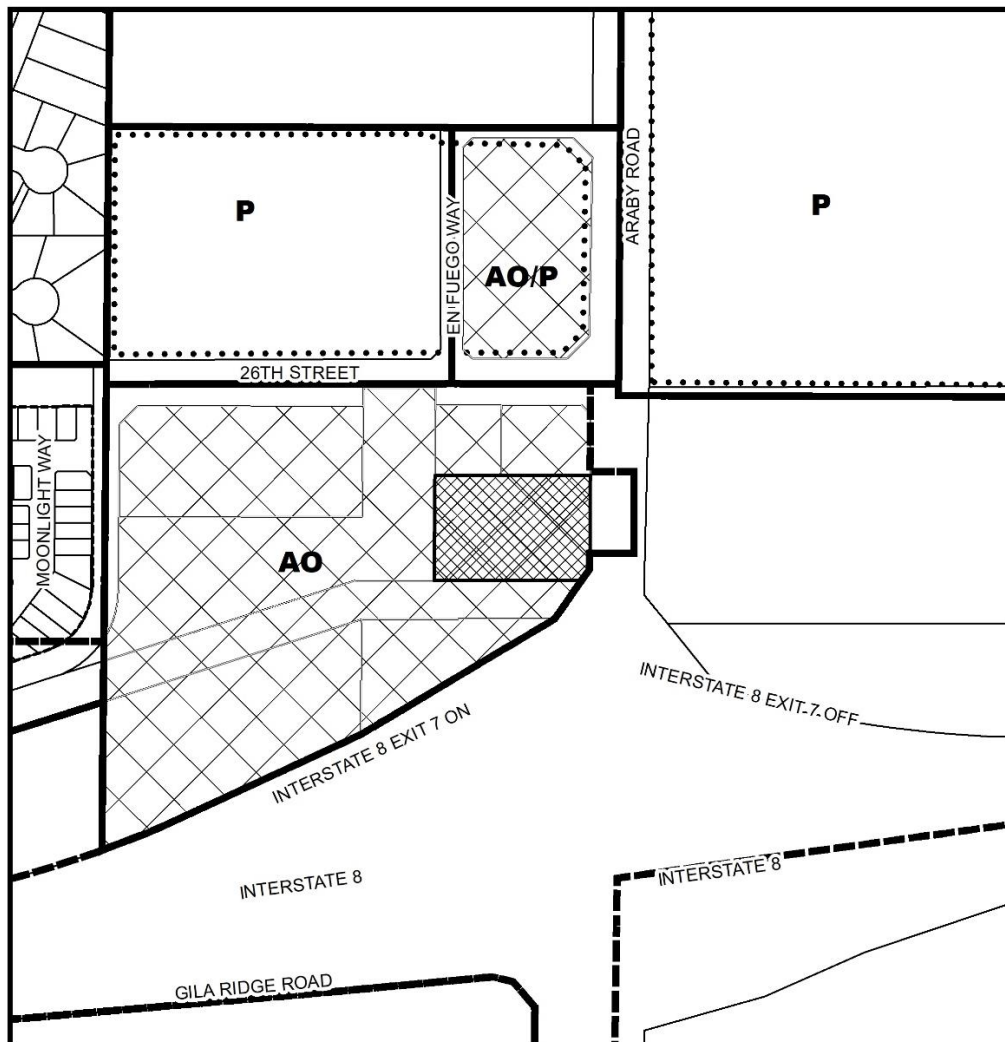 P
EN FUEGO WAY
AO/P
ARABY ROAD
P
26TH STREET
MOONLIGHT WAY
AO
INTERSTATE 8 EXIT 7 ON
INTERSTATE 8 EXIT 7 OFF
INTERSTATE 8
INTERSTATE 8
GILA RIDGE ROAD